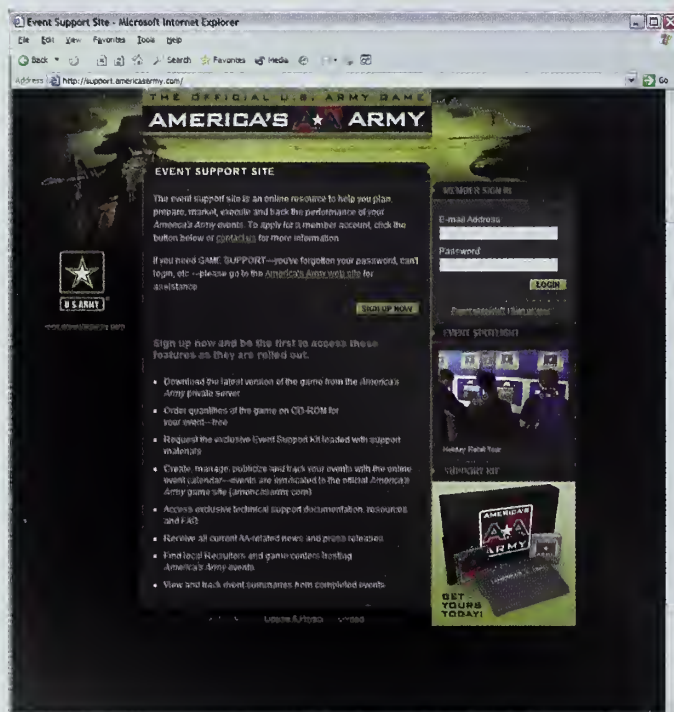 Event Support Site - Microsoft Internet Explorer
File Edit View Favorites Tools Help
Back Search Favorites Media
Address http://support.americasarmy.com/ Go
THE OFFICIAL U.S. ARMY GAME
AMERICA'S AA ARMY
EVENT SUPPORT SITE
The event support site is an online resource to help you plan,
prepare, market, execute and track the performance of your
America's Army events. To apply for a member account, click the
button below or contact us for more information.
If you need GAME SUPPORT—you've forgotten your password, can't
login, etc.—please go to the America's Army web site for
assistance.
SIGN UP NOW
Sign up now and be the first to access these
features as they are rolled out.
• Download the latest version of the game from the America's
Army private server
• Order quantities of the game on CD-ROM for
your event—free
• Request the exclusive Event Support Kit loaded with support
materials
• Create, manage, publicize and track your events with the online
event calendar—events are syndicated to the official America's
Army game site (americasarmy.com)
• Access exclusive technical support documentation, resources
and FAQ
• Receive all current AA-related news and press releases
• Find local Recruiters and game centers hosting
America's Army events
• View and track event summaries from completed events
U.S. ARMY
MEMBER SIGN IN
E-mail Address
Password
LOGIN
EVENT SPOTLIGHT
Holiday Retail Tour
SUPPORT KIT
AMERICA'S
AA
ARMY
GET
YOURS
TODAY!